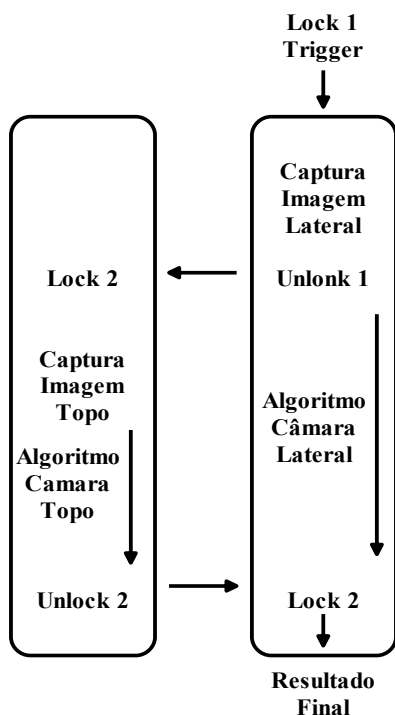 Lock 1
Trigger
Captura
Imagem
Lateral
Lock 2
Unlonk 1
Captura
Imagem
Topo
Algoritmo
Camara
Topo
Algoritmo
Câmara
Lateral
Unlock 2
Lock 2
Resultado
Final